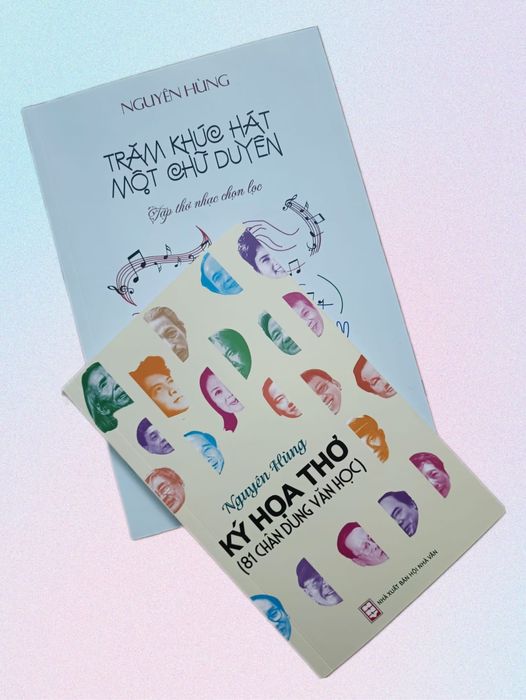 NGUYÊN HÙNG
TRĂM KHÚC HÁT
MỘT CHỮ DUYÊN
Tập thơ nhạc chọn lọc
Nguyên Hùng
KÝ HỌA THƠ
(81 CHÂN DUNG VĂN HỌC)
NHÀ XUẤT BẢN HỘI NHÀ VĂN